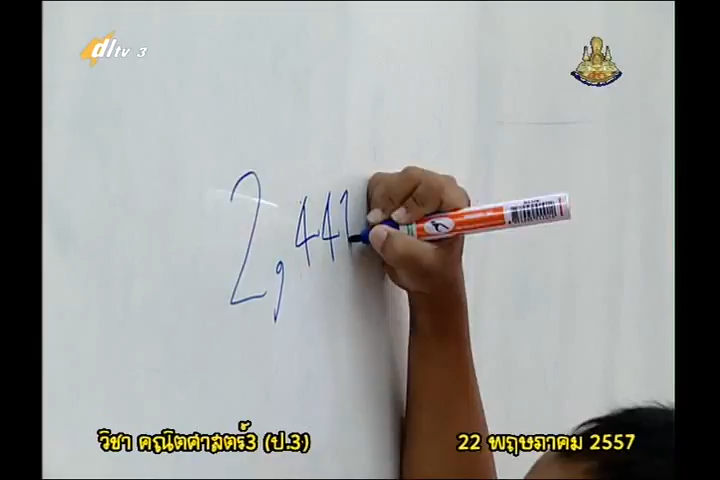 dltv 3
2,441
วิชา คณิตศาสตร์3 (ป.3)
22 พฤษภาคม 2557